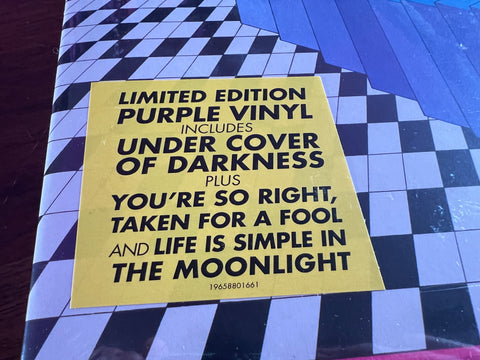 LIMITED EDITION
PURPLE VINYL
INCLUDES
UNDER COVER
OF DARKNESS
PLUS
YOU'RE SO RIGHT,
TAKEN FOR A FOOL
AND LIFE IS SIMPLE IN
THE MOONLIGHT
19658801661